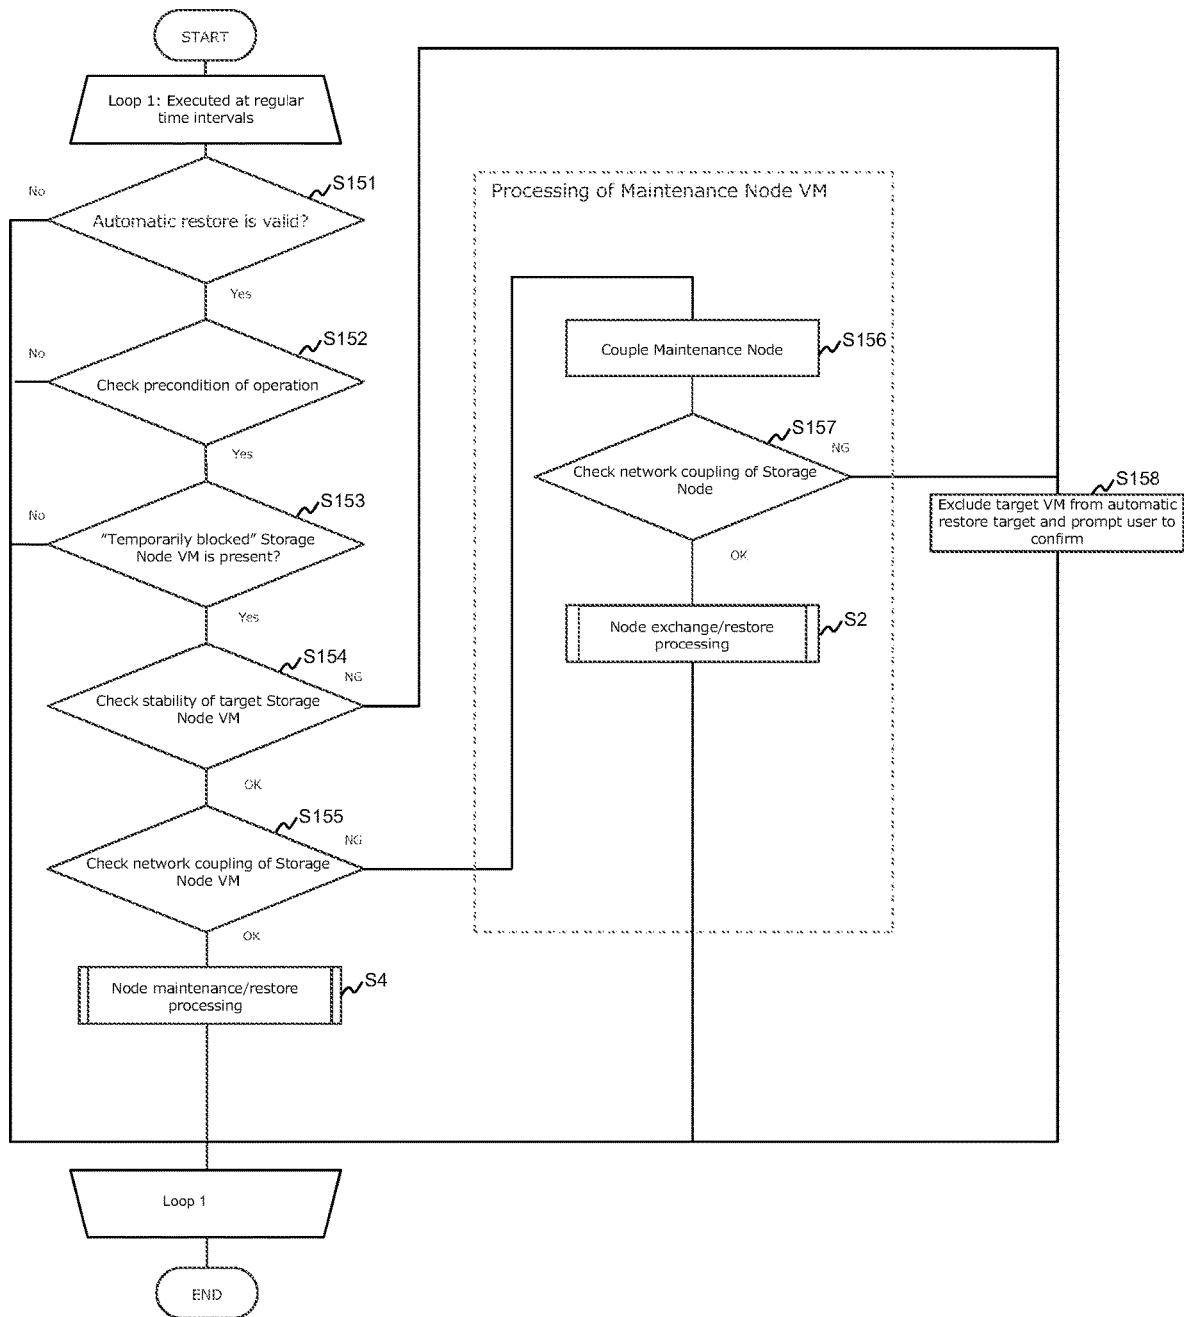 START
Loop 1: Executed at regular
time intervals
No
S151
Automatic restore is valid?
Yes
No
S152
Check precondition of operation
Yes
No
S153
"Temporarily blocked" Storage
Node VM is present?
Yes
S154
NG
Check stability of target Storage
Node VM
OK
S155
NG
Check network coupling of Storage
Node VM
OK
Node maintenance/restore
processing
S4
Processing of Maintenance Node VM
Couple Maintenance Node
S156
S157
NG
Check network coupling of Storage
Node
OK
Node exchange/restore
processing
S2
S158
Exclude target VM from automatic
restore target and prompt user to
confirm
Loop 1
END